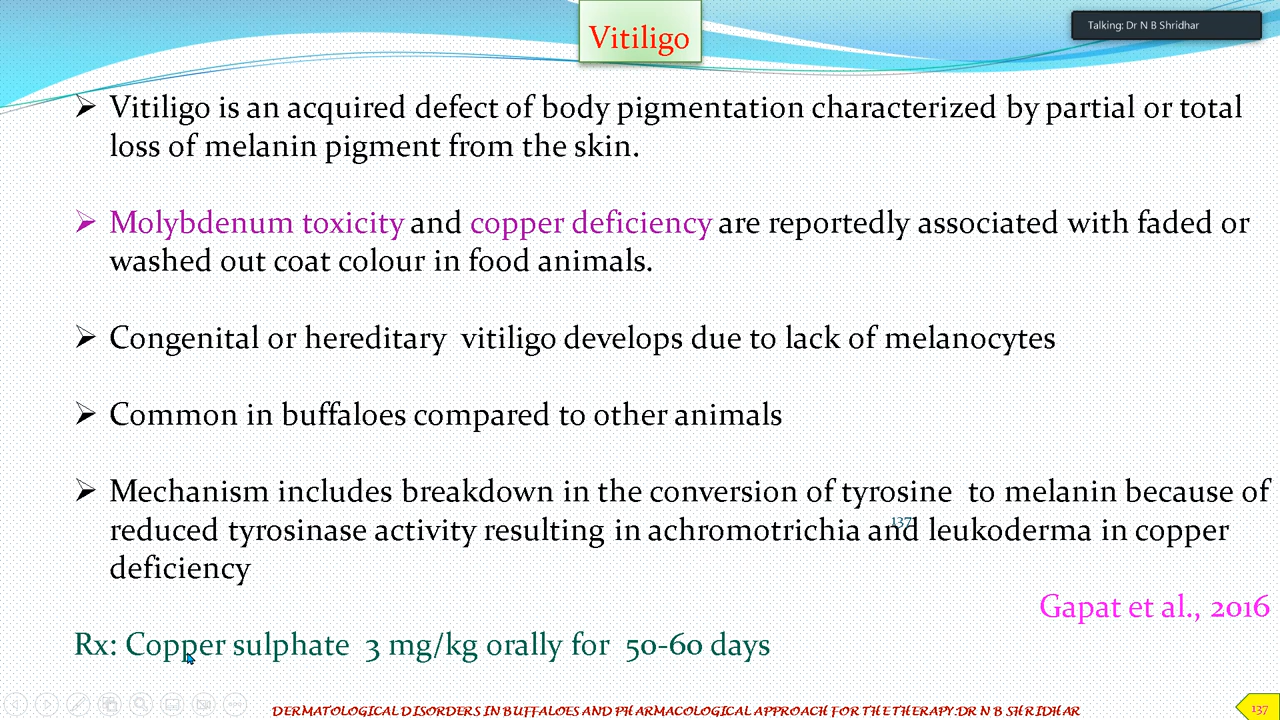 Vitiligo
Talking: Dr N B Shridhar
➢ Vitiligo is an acquired defect of body pigmentation characterized by partial or total
loss of melanin pigment from the skin.
➢ Molybdenum toxicity and copper deficiency are reportedly associated with faded or
washed out coat colour in food animals.
➢ Congenital or hereditary vitiligo develops due to lack of melanocytes
➢ Common in buffaloes compared to other animals
➢ Mechanism includes breakdown in the conversion of tyrosine to melanin because of
reduced tyrosinase activity resulting in achromotrichia and leukoderma in copper
137
deficiency
Gapat et al., 2016
Rx: Copper sulphate 3 mg/kg orally for 50-60 days
DERMATOLOGICAL DISORDERS IN BUFFALOES AND PHARMACOLOGICAL APPROACH FOR THE THERAPY:DR N B SHRIDHAR
137